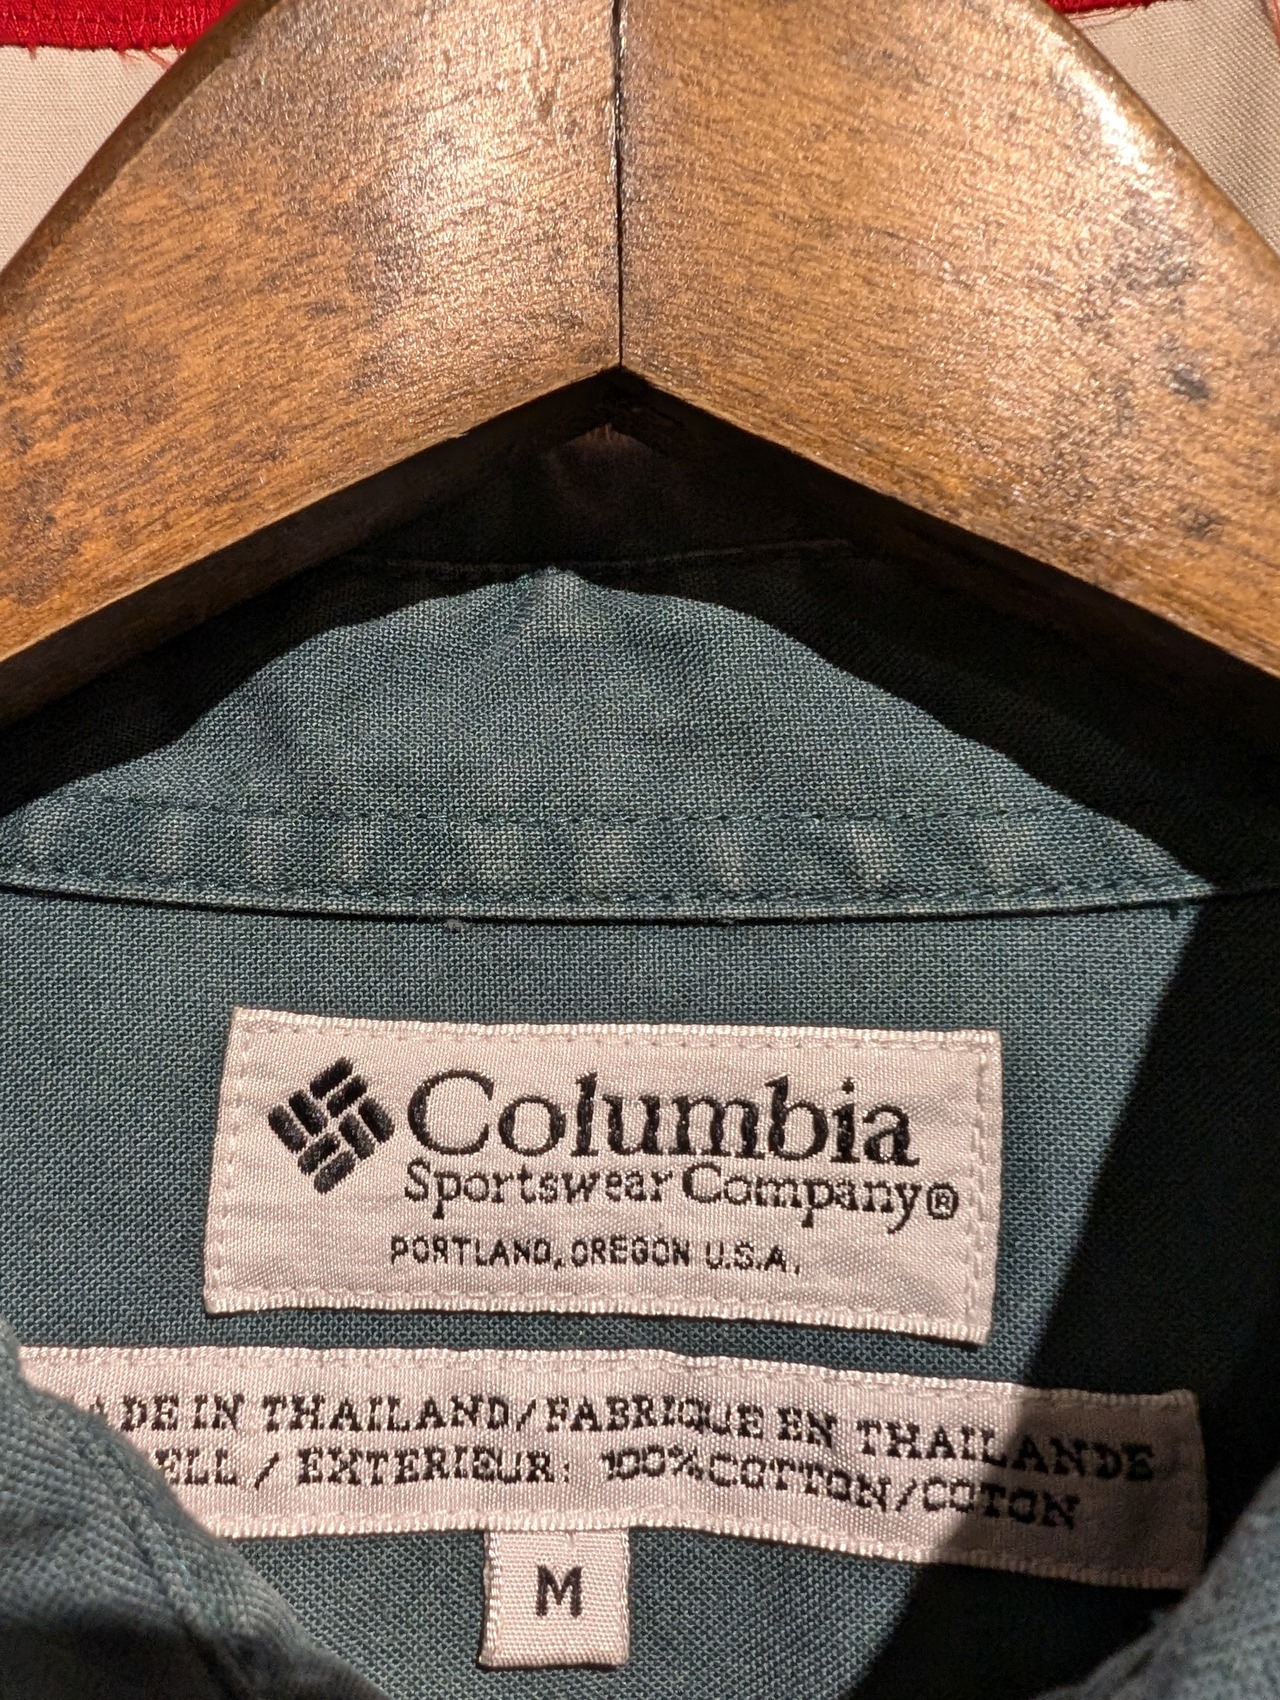 Columbia
Sportswear Company®
PORTLAND, OREGON U.S.A.
ADE IN THAILAND/FABRIQUE EN THAILANDE
ELL / EXTERIEUR: 100% COTTON/COTON
M